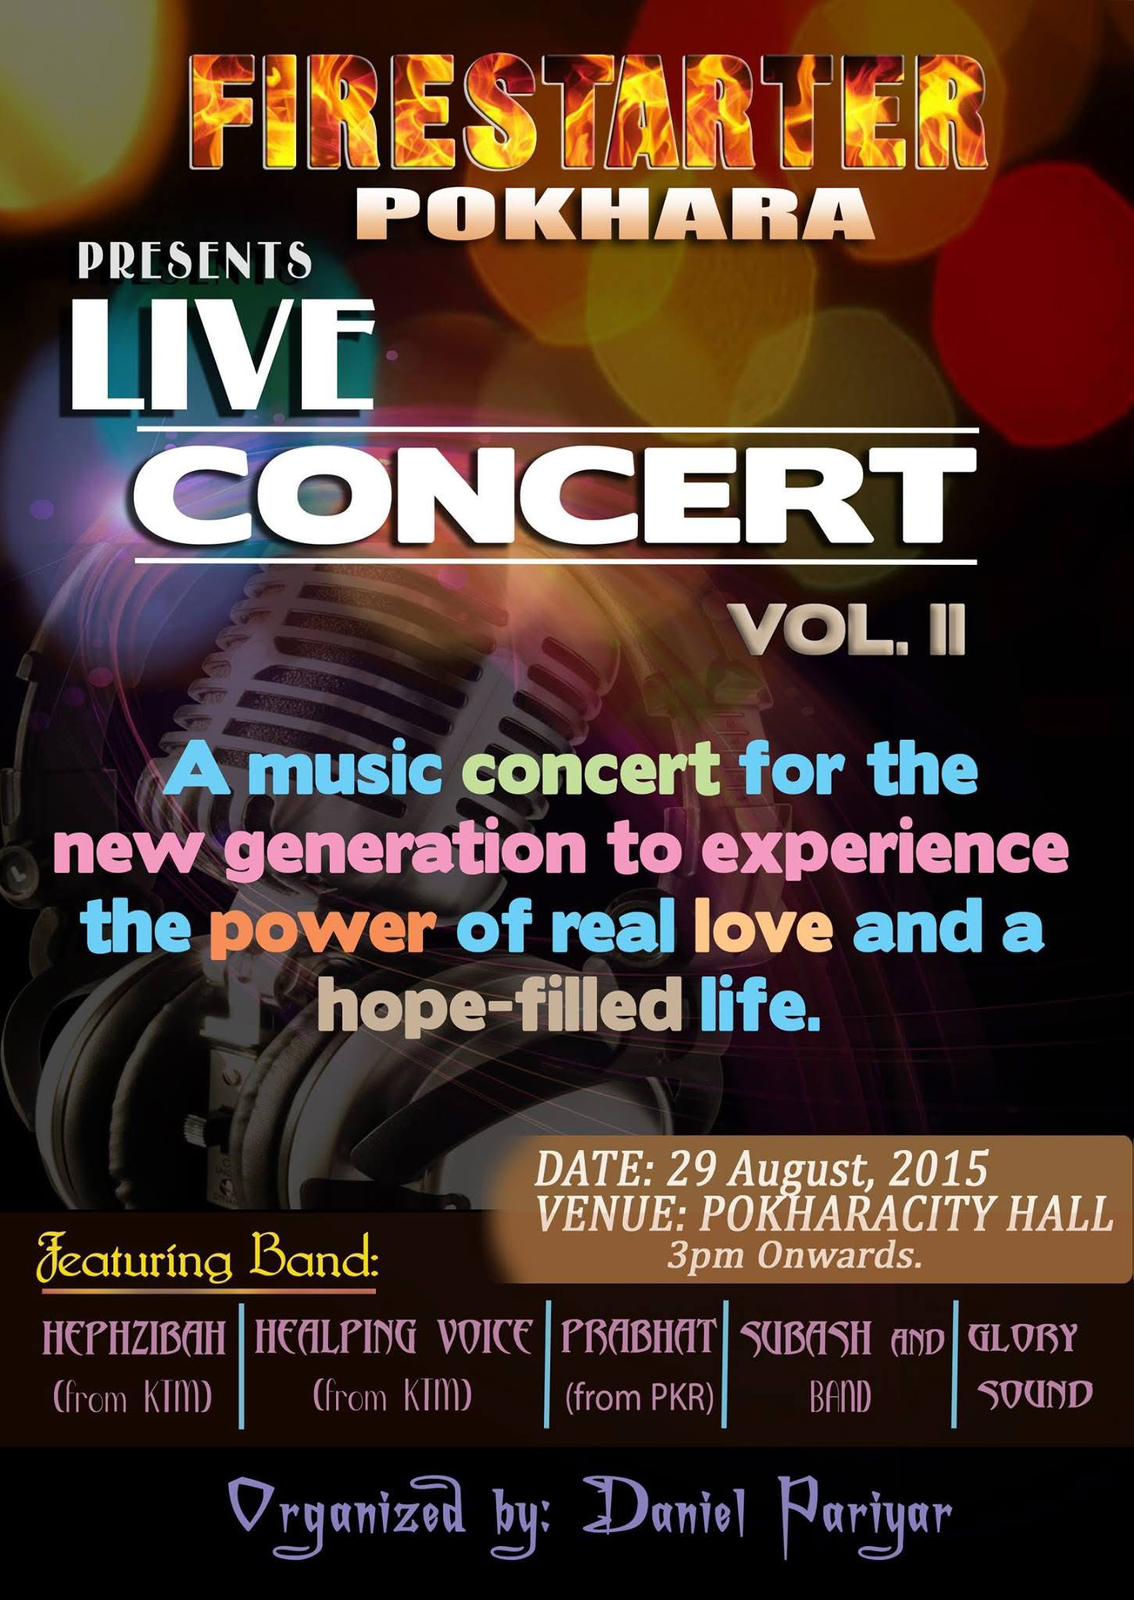 FIRESTARTER
POKHARA
PRESENTS
LIVE
CONCERT
VOL. II
A music concert for the
new generation to experience
the power of real love and a
hope-filled life.
DATE: 29 August, 2015
VENUE: POKHARACITY HALL
3pm Onwards.
Featuring Band:
HEPHZIBAH
(from KTM)
HEALPING VOICE
(from KTM)
PRABHAT
(from PKR)
SUBASH AND
BAND
GLORY
SOUND
Organized by: Daniel Pariyar